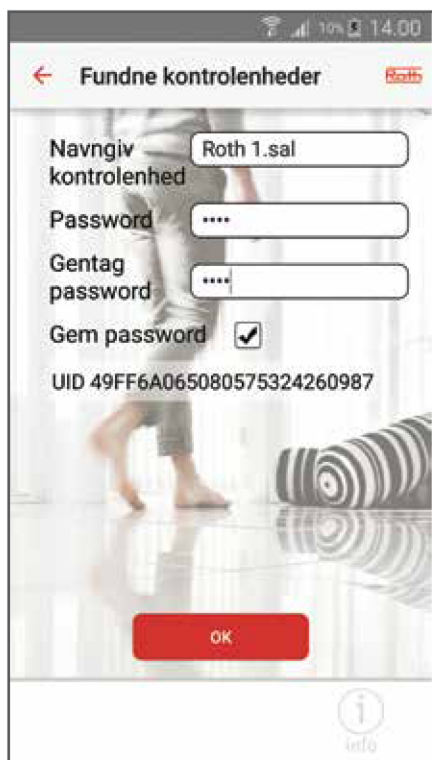 10% 14.00
Fundne kontrolenheder
Roth
Navngiv
kontrolenhed
Roth 1.sal
Password
••••
Gentag
password
••••
Gem password
UID 49FF6A065080575324260987
OK
info